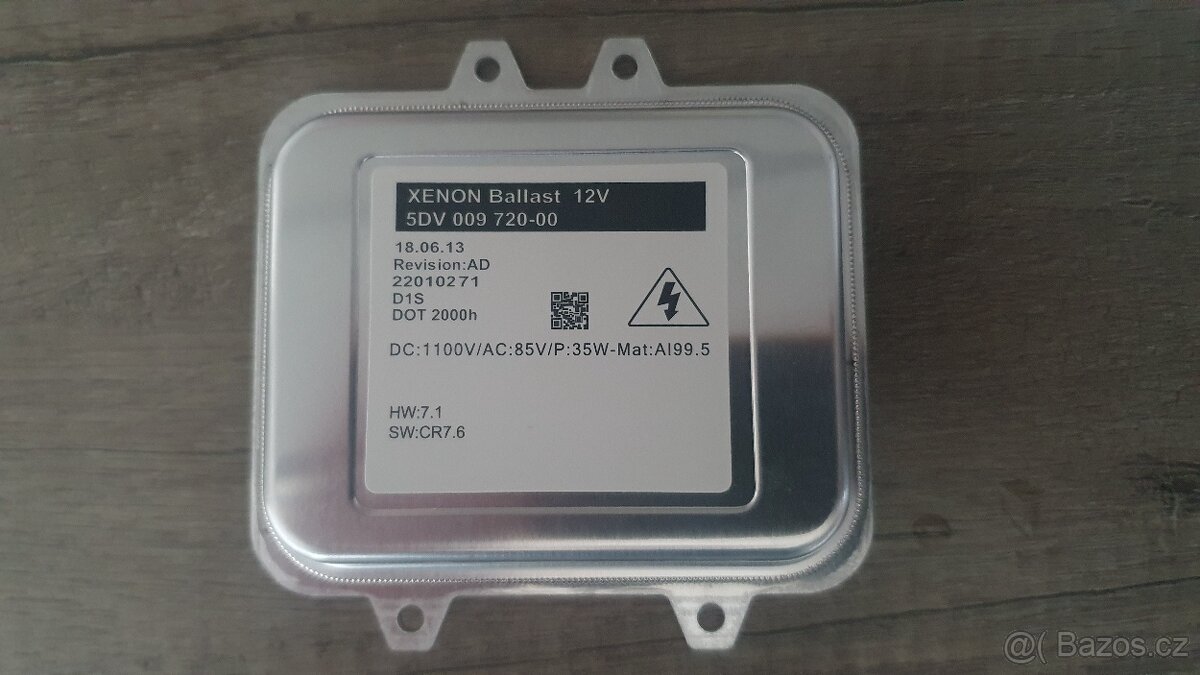 XENON Ballast 12V
5DV 009 720-00
18.06.13
Revision:AD
22010271
D1S
DOT 2000h
DC:1100V/AC:85V/P:35W-Mat:Al99.5
HW:7.1
SW:CR7.6
@( Bazos.cz